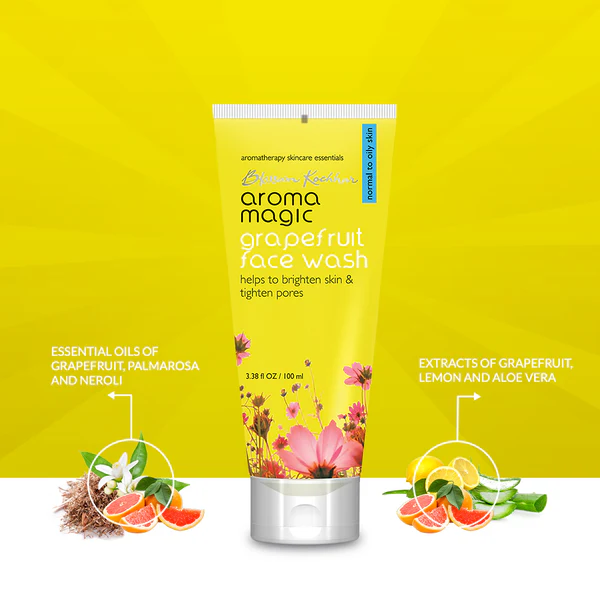 normal to oily skin
aromatherapy skincare essentials
Blossom Kochhar
aroma
magic
grapefruit
face wash
helps to brighten skin &
tighten pores
3.38 fl OZ / 100 ml
ESSENTIAL OILS OF
GRAPEFRUIT, PALMAROSA
AND NEROLI
EXTRACTS OF GRAPEFRUIT,
LEMON AND ALOE VERA